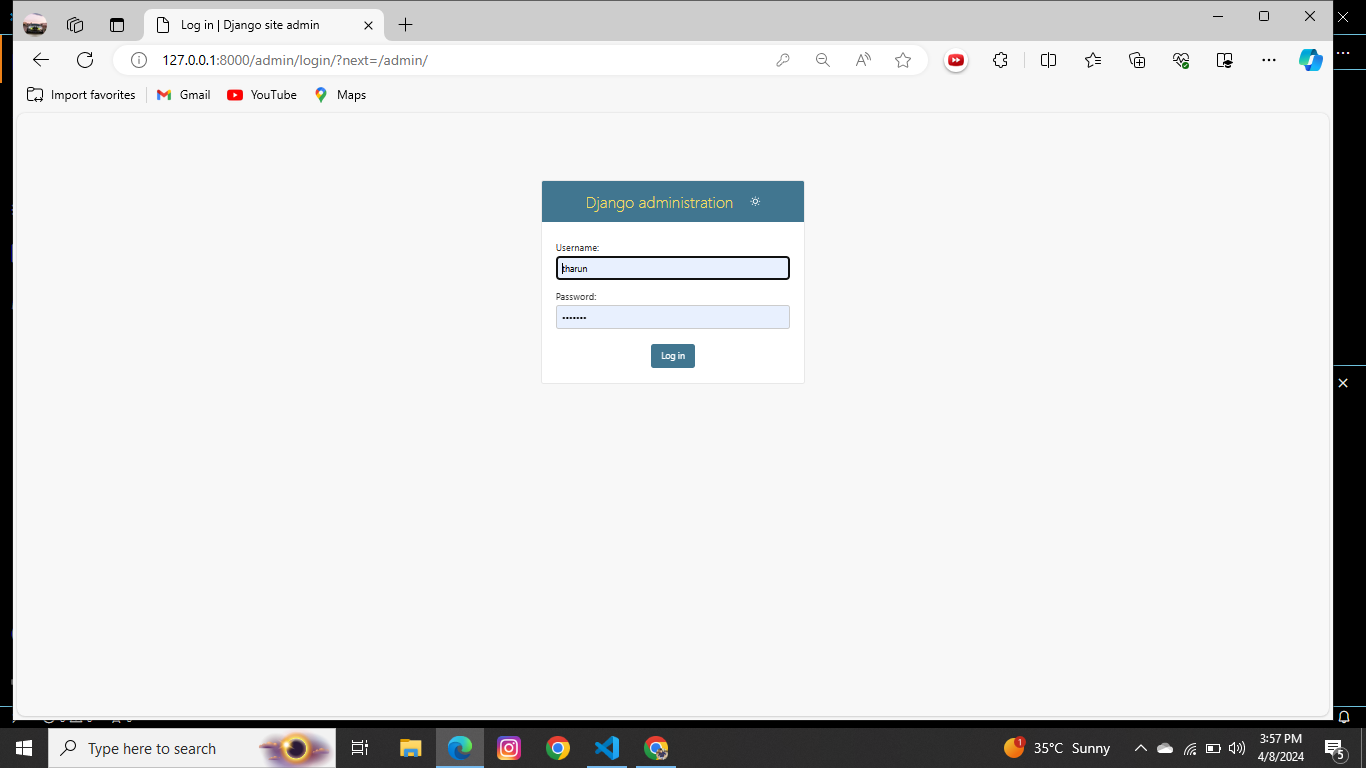 Log in | Django site admin
127.0.0.1:8000/admin/login/?next=/admin/
Import favorites
Gmail
YouTube
Maps
Django administration
Username:
tharun
Password:
•••••••
Log in
Type here to search
1
35°C Sunny
3:57 PM
4/8/2024
5